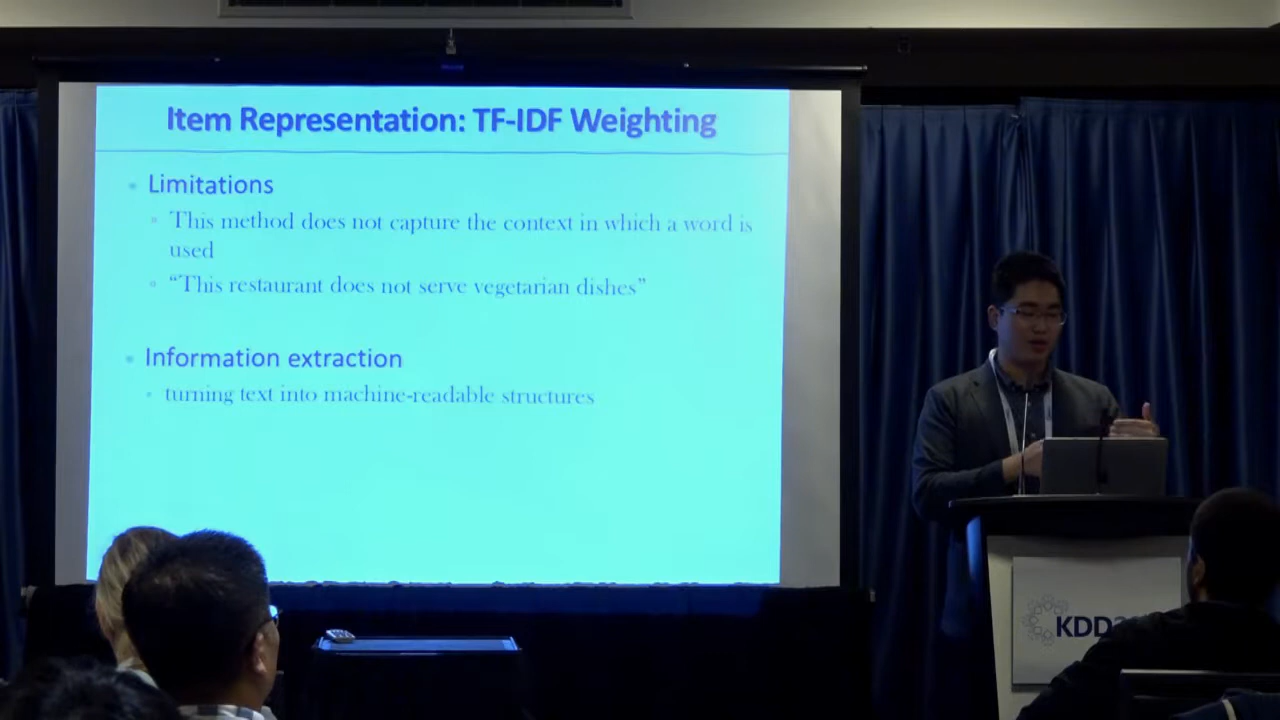 Item Representation: TF-IDF Weighting
Limitations
This method does not capture the context in which a word is
used
“This restaurant does not serve vegetarian dishes”
Information extraction
turning text into machine-readable structures
KDD